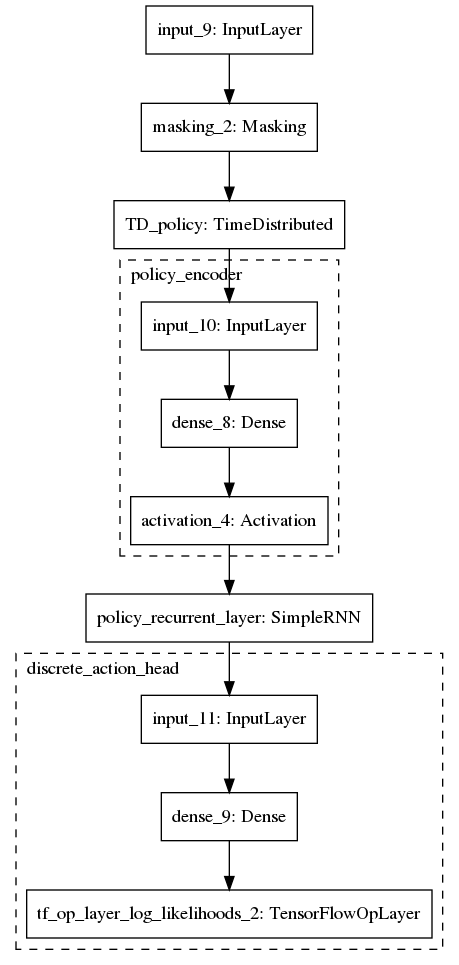 input_9: InputLayer
masking_2: Masking
TD_policy: TimeDistributed
policy_encoder
input_10: InputLayer
dense_8: Dense
activation_4: Activation
policy_recurrent_layer: SimpleRNN
discrete_action_head
input_11: InputLayer
dense_9: Dense
tf_op_layer_log_likelihoods_2: TensorFlowOpLayer